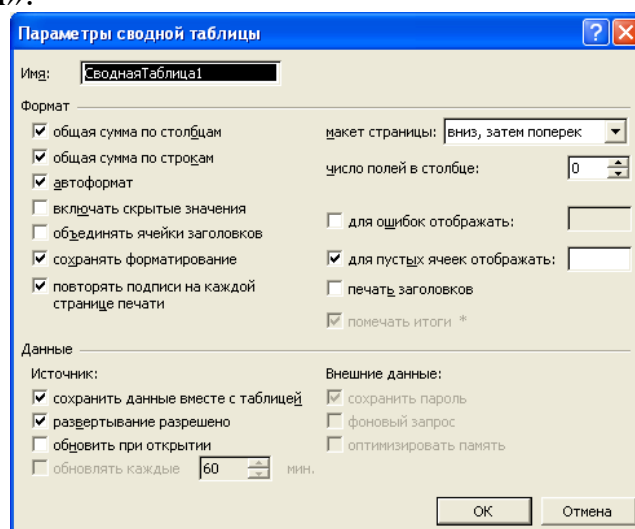 Параметры сводной таблицы
Имя: СводнаяТаблица1
Формат
общая сумма по столбцам
общая сумма по строкам
автоформат
включать скрытые значения
объединять ячейки заголовков
сохранять форматирование
повторять подписи на каждой
странице печати
макет страницы: вниз, затем поперек
число полей в столбце: 0
для ошибок отображать:
для пустых ячеек отображать:
печать заголовков
помечать итоги *
Данные
Источник:
сохранить данные вместе с таблицей
развертывание разрешено
обновить при открытии
обновлять каждые 60 мин.
Внешние данные:
сохранить пароль
фоновый запрос
оптимизировать память
ОК Отмена